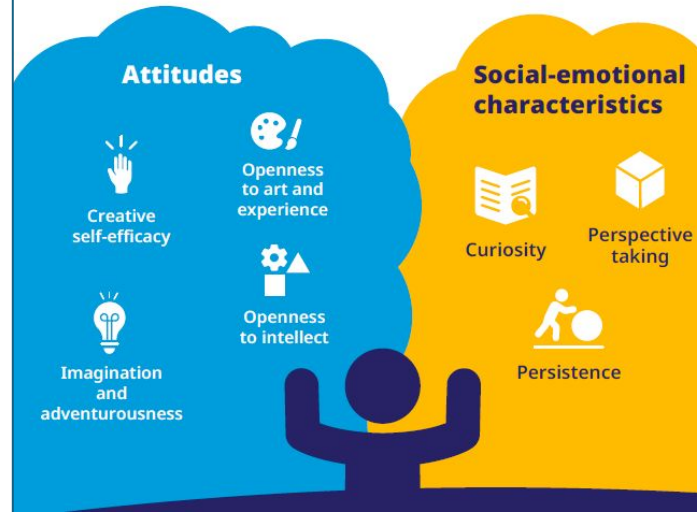 Attitudes
Creative
self-efficacy
Openness
to art and
experience
Imagination
and
adventurousness
Openness
to intellect
Social-emotional
characteristics
Curiosity
Perspective
taking
Persistence